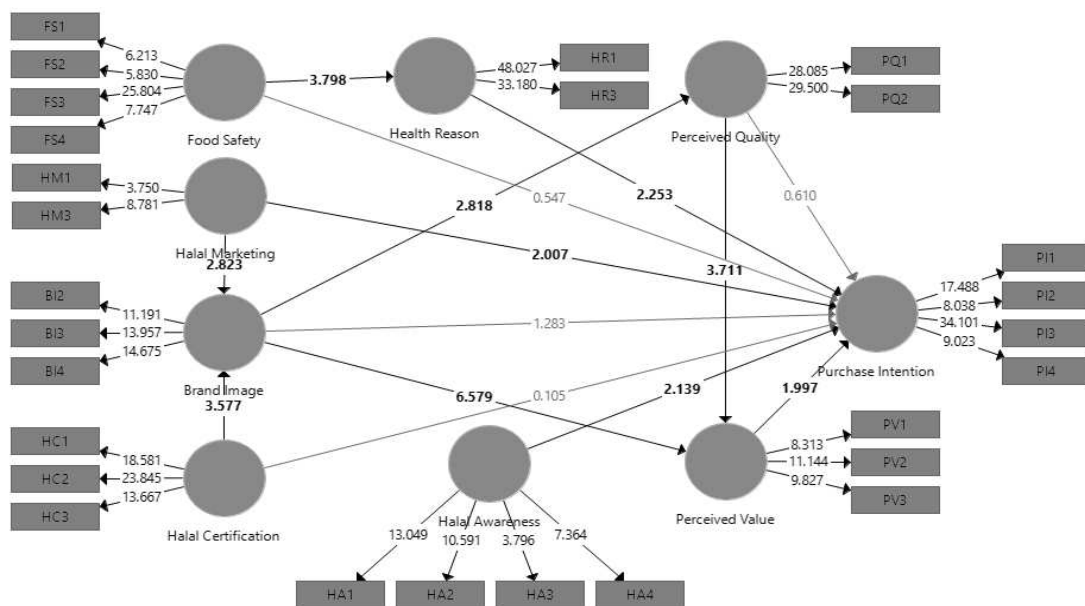 FS1
6.213
FS2
5.830
FS3
25.804
FS4
7.747
Food Safety
3.798
Health Reason
48.027
HR1
33.180
HR3
Perceived Quality
28.085
PQ1
29.500
PQ2
HM1
3.750
HM3
8.781
Halal Marketing
2.823
2.818
0.547
2.253
0.610
2.007
3.711
BI2
11.191
BI3
13.957
BI4
14.675
Brand Image
3.577
1.283
6.579
0.105
2.139
1.997
Purchase Intention
17.488
PI1
8.038
PI2
34.101
PI3
9.023
PI4
HC1
18.581
HC2
23.845
HC3
13.667
Halal Certification
Halal Awareness
13.049
10.591
3.796
7.364
HA1
HA2
HA3
HA4
Perceived Value
8.313
PV1
11.144
PV2
9.827
PV3